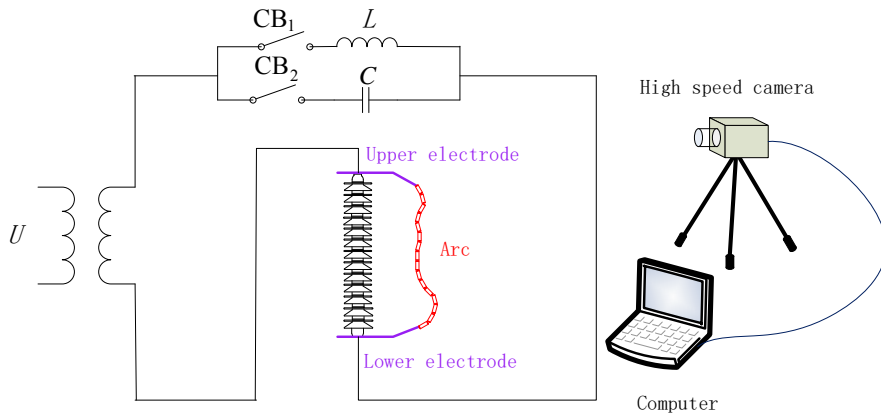 CB₁
L
CB₂
C
High speed camera
Upper electrode
U
Arc
Lower electrode
Computer